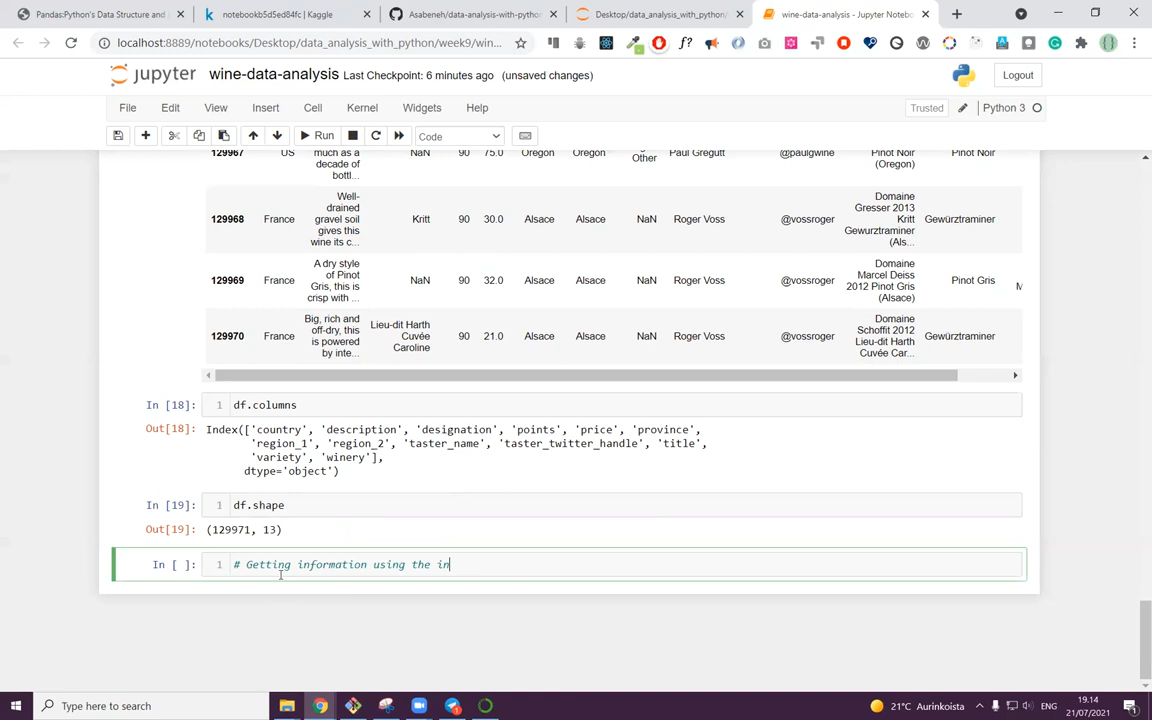 Pandas:Python's Data Structure and
notebookb5d5ed84fc | Kaggle
Asabeneh/data-analysis-with-python
Desktop/data_analysis_with_python/
wine-data-analysis - Jupyter Notebo
localhost:8889/notebooks/Desktop/data_analysis_with_python/week9/win...
jupyter wine-data-analysis Last Checkpoint: 6 minutes ago (unsaved changes) Logout
File Edit View Insert Cell Kernel Widgets Help Trusted Python 3
Run Code
129967 US much as a decade of bottl... NaN 90 75.0 Oregon Oregon Other Paul Gregutt @paulgwine Pinot Noir (Oregon) Pinot Noir
129968 France Well-drained gravel soil gives this wine its c... Kritt 90 30.0 Alsace Alsace NaN Roger Voss @vossroger Domaine Gresser 2013 Kritt Gewurztraminer (Als... Gewürztraminer
129969 France A dry style of Pinot Gris, this is crisp with ... NaN 90 32.0 Alsace Alsace NaN Roger Voss @vossroger Domaine Marcel Deiss 2012 Pinot Gris (Alsace) Pinot Gris M
129970 France Big, rich and off-dry, this is powered by inte... Lieu-dit Harth Cuvée Caroline 90 21.0 Alsace Alsace NaN Roger Voss @vossroger Domaine Schoffit 2012 Lieu-dit Harth Cuvée Car... Gewürztraminer
In [18]: 1 df.columns
Out[18]: Index(['country', 'description', 'designation', 'points', 'price', 'province',
'region_1', 'region_2', 'taster_name', 'taster_twitter_handle', 'title',
'variety', 'winery'],
dtype='object')
In [19]: 1 df.shape
Out[19]: (129971, 13)
In [ ]: 1 # Getting information using the in
Type here to search
21°C Aurinkoista ENG
19.14
21/07/2021